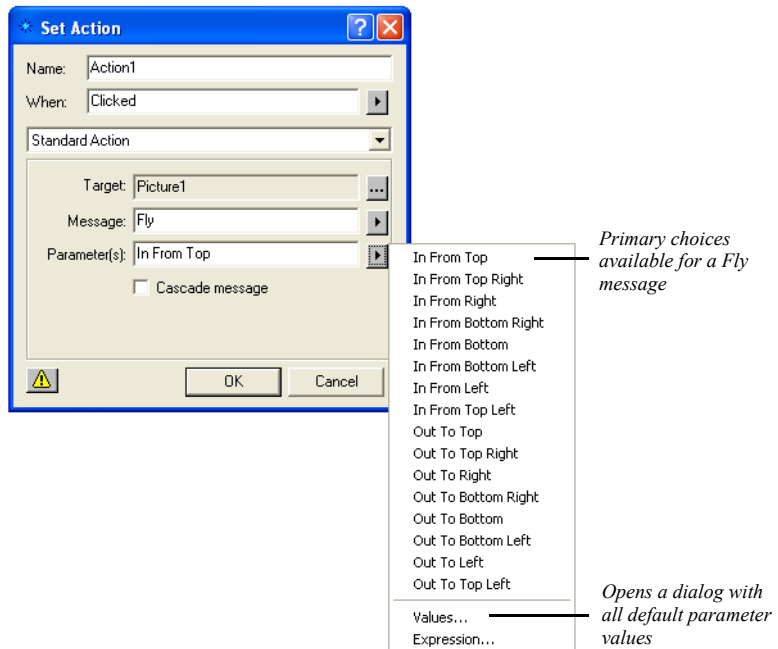 Set Action
Name: Action1
When: Clicked
Standard Action
Target: Picture1
...
Message: Fly
Parameter(s): In From Top
Cascade message
OK Cancel
In From Top
In From Top Right
In From Right
In From Bottom Right
In From Bottom
In From Bottom Left
In From Left
In From Top Left
Out To Top
Out To Top Right
Out To Right
Out To Bottom Right
Out To Bottom
Out To Bottom Left
Out To Left
Out To Top Left
Values...
Expression...
Primary choices
available for a Fly
message
Opens a dialog with
all default parameter
values